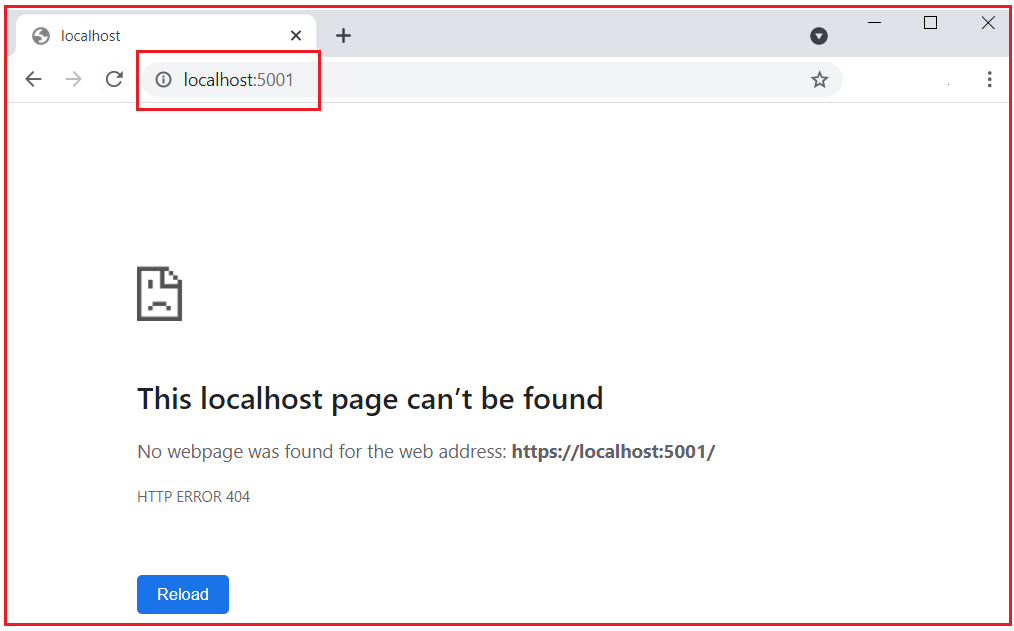 localhost
localhost:5001
This localhost page can’t be found
No webpage was found for the web address: https://localhost:5001/
HTTP ERROR 404
Reload